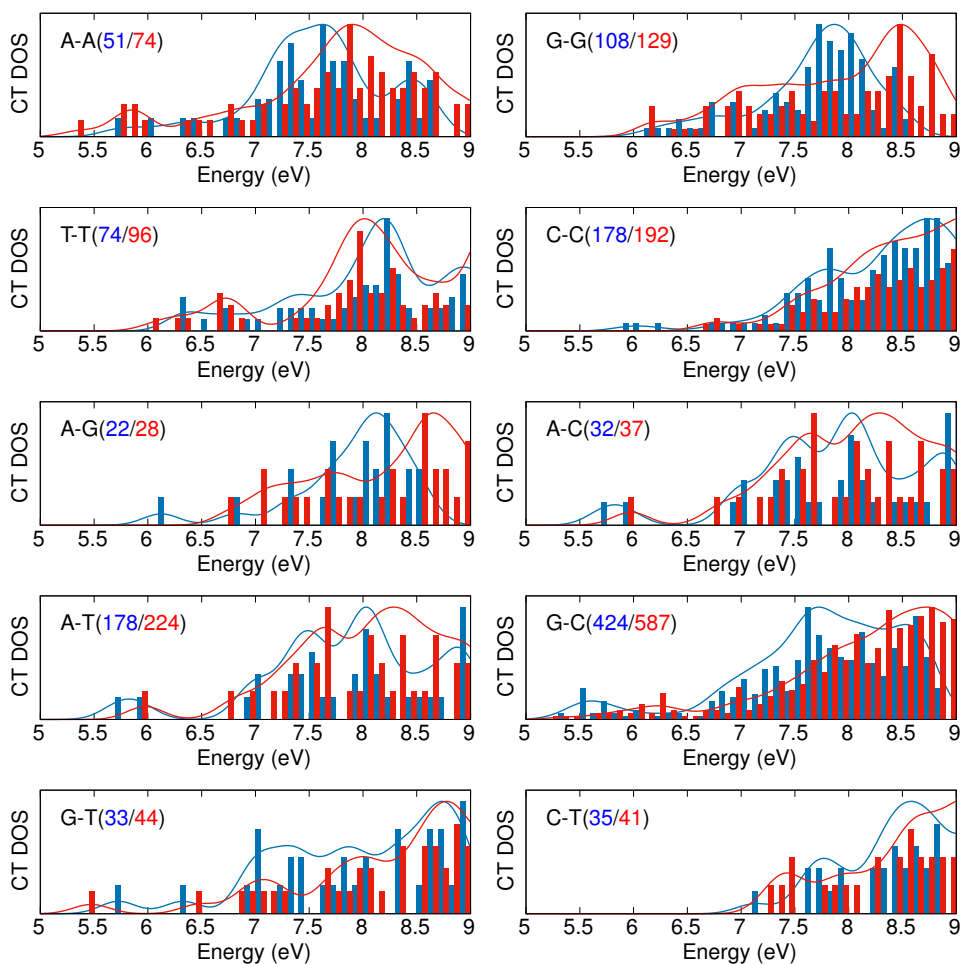 A-A(51/74)
CT DOS
5 5.5 6 6.5 7 7.5 8 8.5 9
Energy (eV)
G-G(108/129)
CT DOS
5 5.5 6 6.5 7 7.5 8 8.5 9
Energy (eV)
T-T(74/96)
CT DOS
5 5.5 6 6.5 7 7.5 8 8.5 9
Energy (eV)
C-C(178/192)
CT DOS
5 5.5 6 6.5 7 7.5 8 8.5 9
Energy (eV)
A-G(22/28)
CT DOS
5 5.5 6 6.5 7 7.5 8 8.5 9
Energy (eV)
A-C(32/37)
CT DOS
5 5.5 6 6.5 7 7.5 8 8.5 9
Energy (eV)
A-T(178/224)
CT DOS
5 5.5 6 6.5 7 7.5 8 8.5 9
Energy (eV)
G-C(424/587)
CT DOS
5 5.5 6 6.5 7 7.5 8 8.5 9
Energy (eV)
G-T(33/44)
CT DOS
5 5.5 6 6.5 7 7.5 8 8.5 9
Energy (eV)
C-T(35/41)
CT DOS
5 5.5 6 6.5 7 7.5 8 8.5 9
Energy (eV)